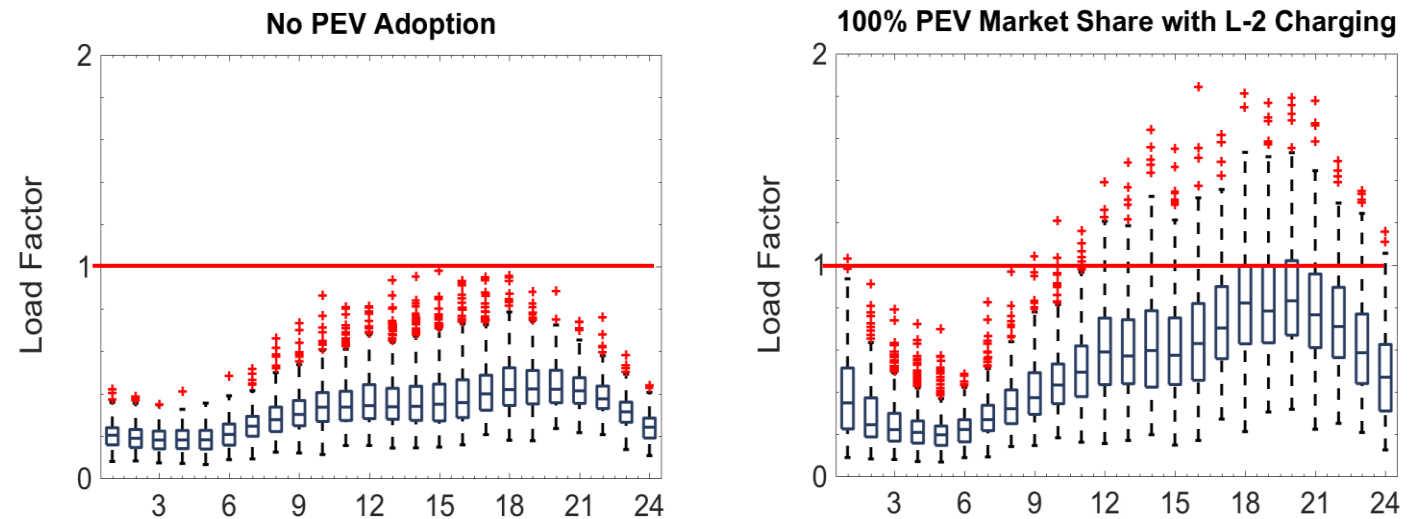 No PEV Adoption
Load Factor
2
1
0
3 6 9 12 15 18 21 24
100% PEV Market Share with L-2 Charging
Load Factor
2
1
0
3 6 9 12 15 18 21 24